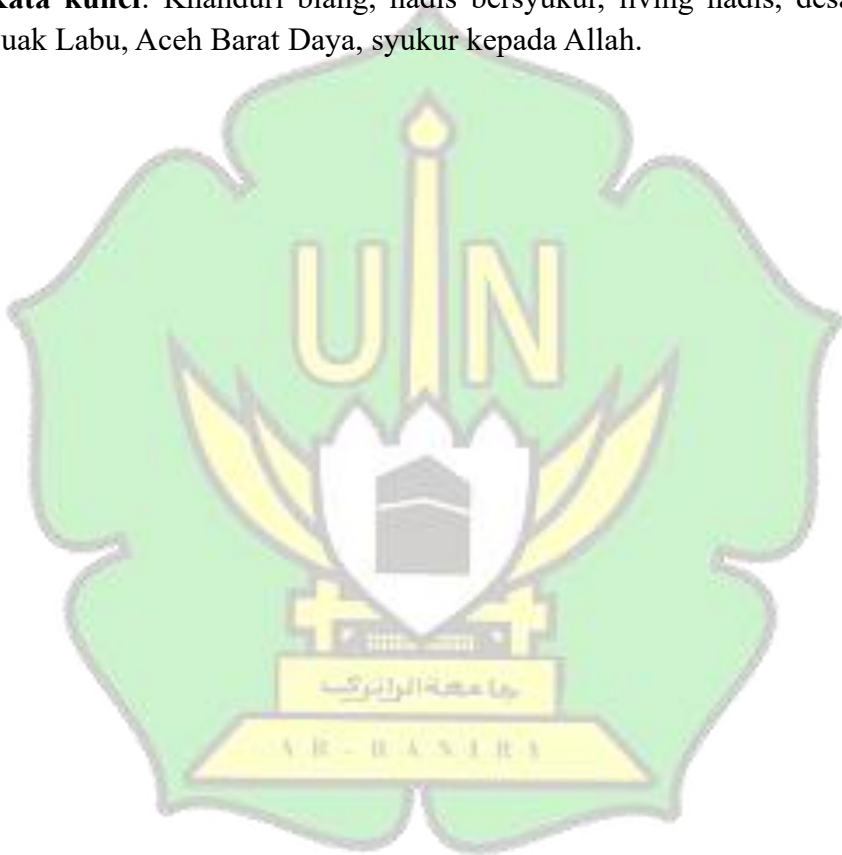 kata kunci: Khanduri blang, hadis bersyukur, living hadis, desa
uak Labu, Aceh Barat Daya, syukur kepada Allah.
UIN
جامعة الرانيري
AR-RANIRY